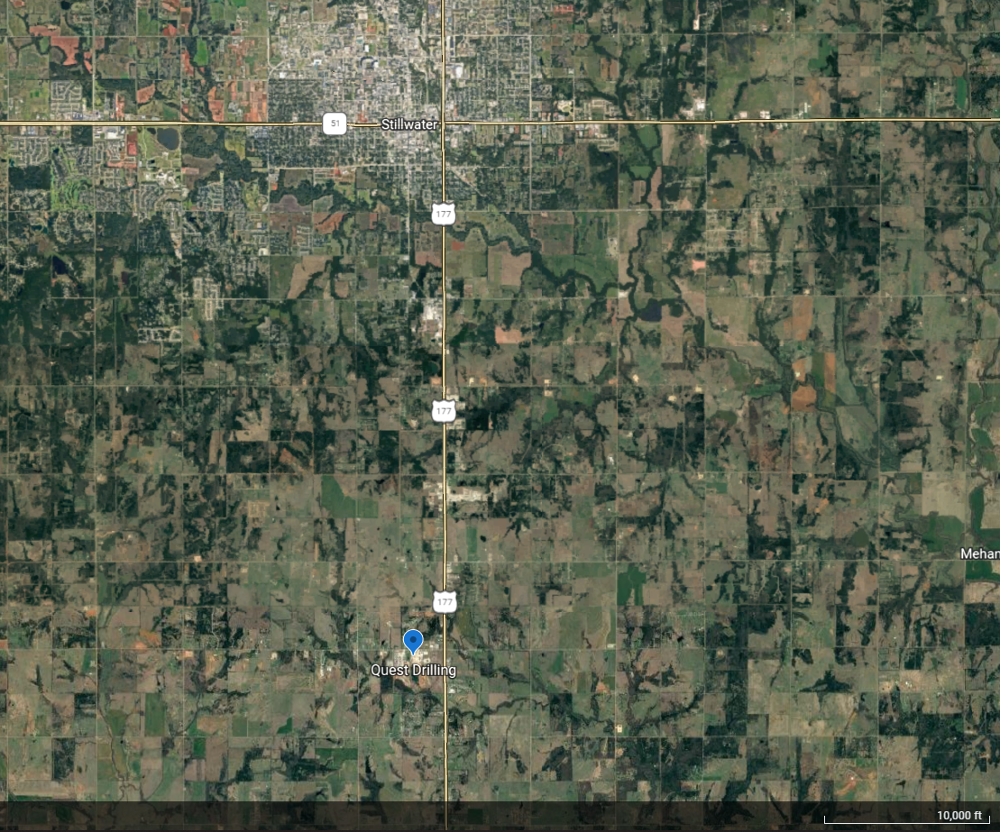 51
Stillwater
177
177
Mehan
177
Quest Drilling
10,000 ft